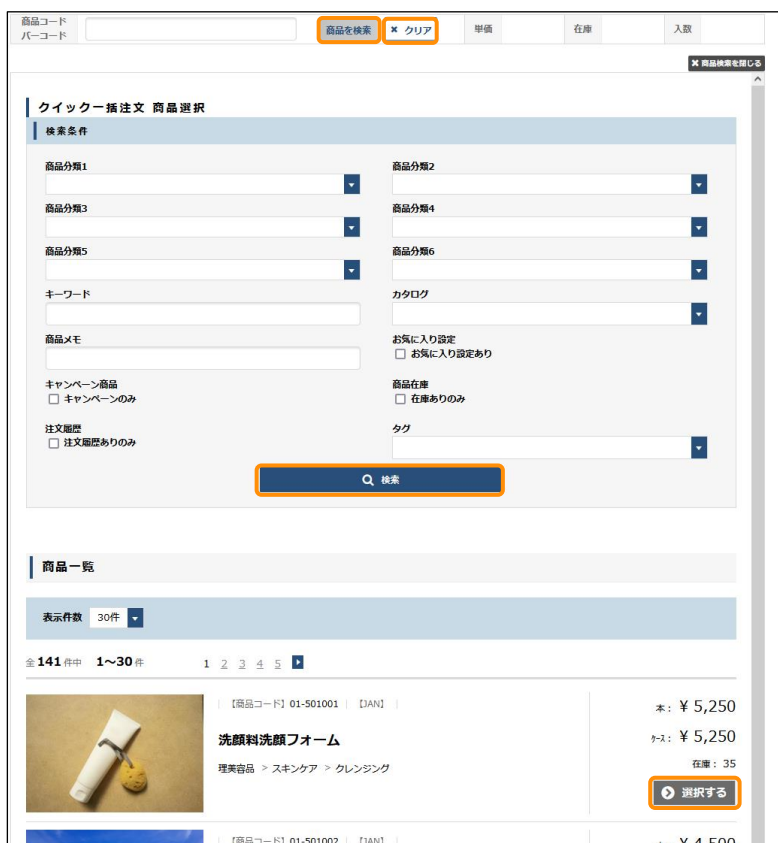 商品コード
バーコード
商品を検索 ✖ クリア 単価 在庫 入数
✖ 商品検索を閉じる
クイック一括注文 商品選択
検索条件
商品分類1 商品分類2
商品分類3 商品分類4
商品分類5 商品分類6
キーワード カタログ
商品メモ お気に入り設定
お気に入り設定あり
キャンペーン商品 商品在庫
キャンペーンのみ 在庫ありのみ
注文履歴 タグ
注文履歴ありのみ
検索
商品一覧
表示件数 30件
全 141 件中 1～30 件 1 2 3 4 5
【商品コード】 01-501001 【JAN】
本： ¥ 5,250
洗顔料洗顔フォーム
ケース： ¥ 5,250
理美容品 > スキンケア > クレンジング
在庫： 35
選択する
【商品コード】 01-501002 【JAN】
¥ 4,500